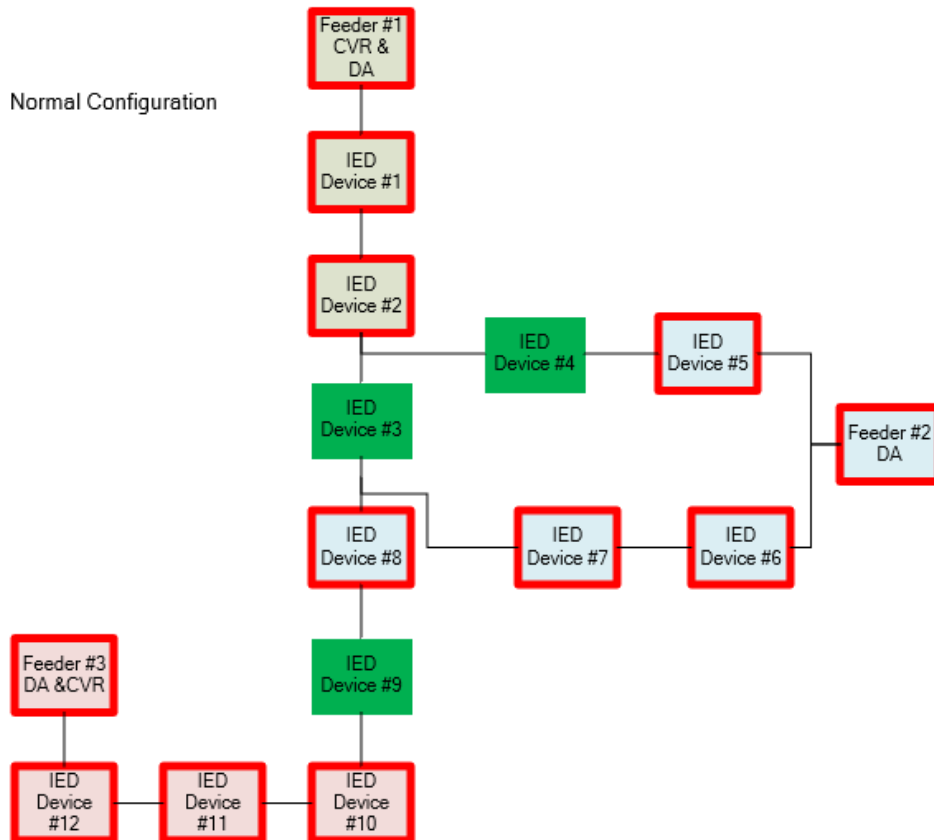 Feeder #1
CVR &
DA
Normal Configuration
IED
Device #1
IED
Device #2
IED
Device #4
IED
Device #5
IED
Device #3
Feeder #2
DA
IED
Device #8
IED
Device #7
IED
Device #6
Feeder #3
DA &CVR
IED
Device #9
IED
Device
#12
IED
Device
#11
IED
Device
#10